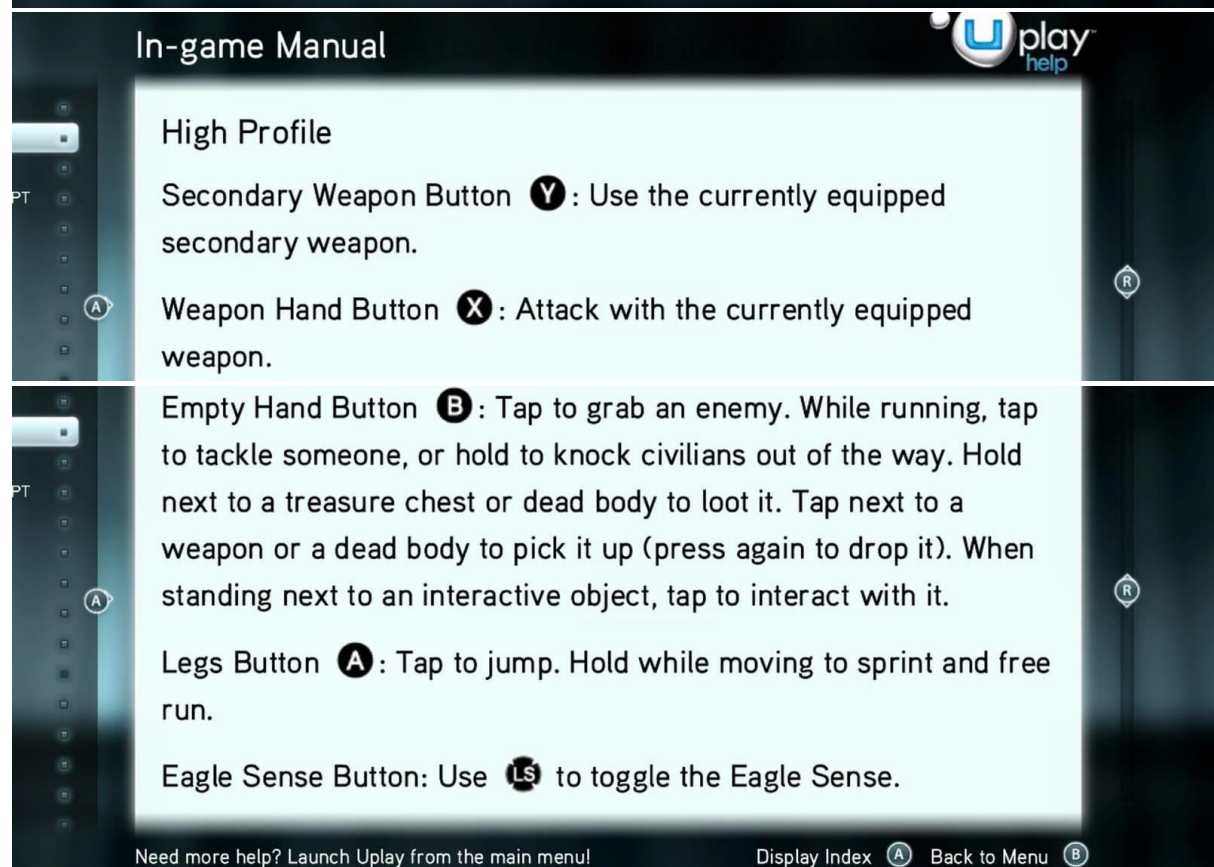 In-game Manual
U play™
help
High Profile
Secondary Weapon Button Y: Use the currently equipped
secondary weapon.
PT
Weapon Hand Button X: Attack with the currently equipped
weapon.
A
R
Empty Hand Button B: Tap to grab an enemy. While running, tap
to tackle someone, or hold to knock civilians out of the way. Hold
next to a treasure chest or dead body to loot it. Tap next to a
PT
weapon or a dead body to pick it up (press again to drop it). When
standing next to an interactive object, tap to interact with it.
A
R
Legs Button A: Tap to jump. Hold while moving to sprint and free
run.
Eagle Sense Button: Use LS to toggle the Eagle Sense.
Need more help? Launch Uplay from the main menu!
Display Index A Back to Menu B